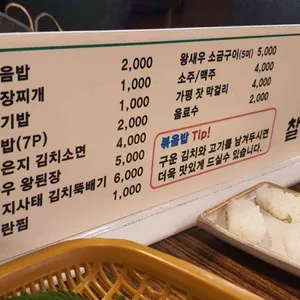 음밥 2,000
장찌개 1,000
기밥 2,000
밥(7P) 4,000
은지 김치소면 5,000
우 왕된장 6,000
지사태 김치뚝배기 1,000
란찜
왕새우 소금구이(5미) 5,000
소주/맥주 4,000
가평 잣 막걸리 4,000
음료수 2,000
볶음밥 Tip!
구운 김치와 고기를 남겨두시면
더욱 맛있게 드실수 있습니다.